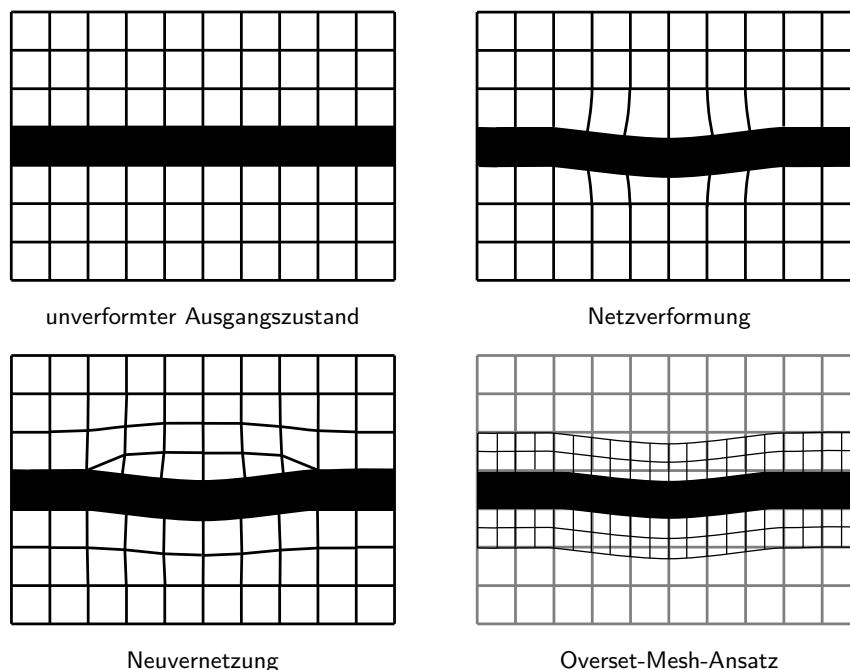 unverformter Ausgangszustand
Netzverformung
Neuvernetzung
Overset-Mesh-Ansatz